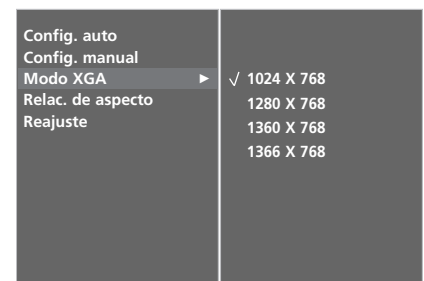 Config. auto
Config. manual
Modo XGA ►
Relac. de aspecto
Reajuste
√ 1024 X 768
1280 X 768
1360 X 768
1366 X 768